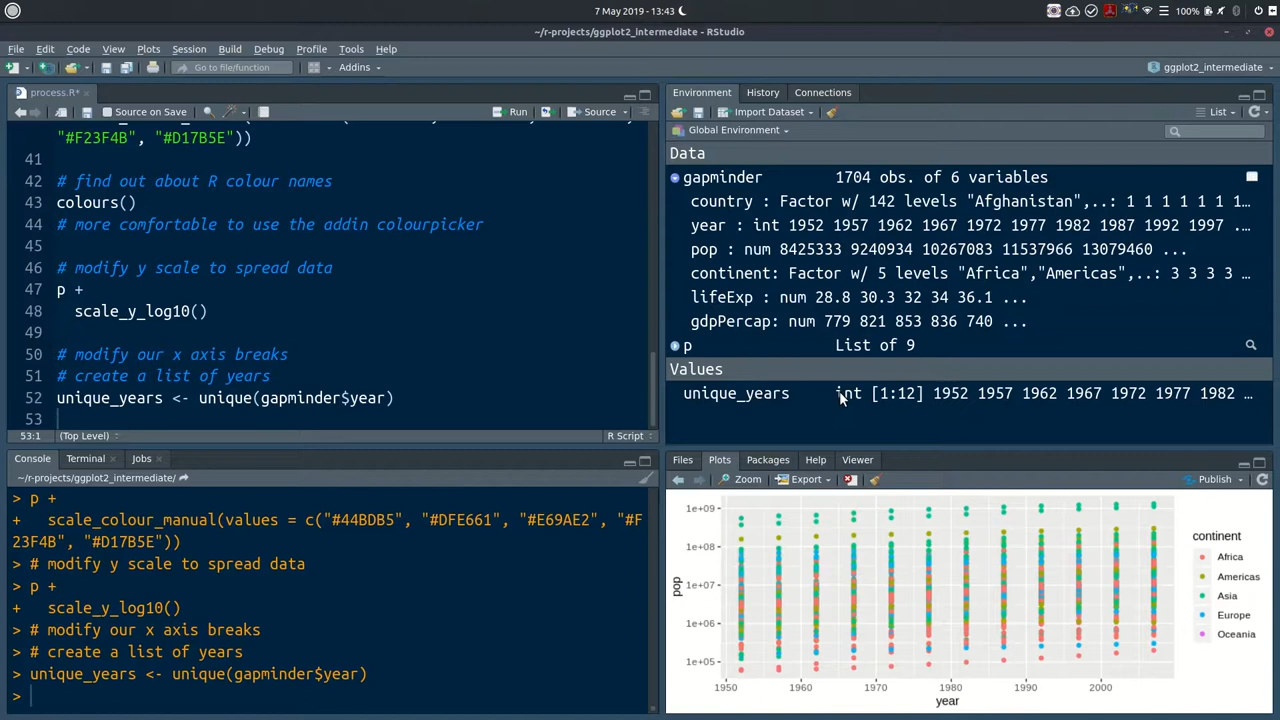 7 May 2019 - 13:43
100%
~/r-projects/ggplot2_intermediate - RStudio
File Edit Code View Plots Session Build Debug Profile Tools Help
Go to file/function
Addins
ggplot2_intermediate
process.R*
Source on Save
Run
Source
"#F23F4B", "#D17B5E"))
41
42 # find out about R colour names
43 colours()
44 # more comfortable to use the addin colourpicker
45
46 # modify y scale to spread data
47 p +
48 scale_y_log10()
49
50 # modify our x axis breaks
51 # create a list of years
52 unique_years <- unique(gapminder$year)
53
53:1 (Top Level) R Script
Console Terminal Jobs
~/r-projects/ggplot2_intermediate/
> p +
+ scale_colour_manual(values = c("#44BDB5", "#DFE661", "#E69AE2", "#F
23F4B", "#D17B5E"))
> # modify y scale to spread data
> p +
+ scale_y_log10()
> # modify our x axis breaks
> # create a list of years
> unique_years <- unique(gapminder$year)
>
Environment History Connections
Import Dataset
List
Global Environment
Data
gapminder 1704 obs. of 6 variables
country : Factor w/ 142 levels "Afghanistan",..: 1 1 1 1 1 1…
year : int 1952 1957 1962 1967 1972 1977 1982 1987 1992 1997 ...
pop : num 8425333 9240934 10267083 11537966 13079460 ...
continent: Factor w/ 5 levels "Africa","Americas",..: 3 3 3 3 …
lifeExp : num 28.8 30.3 32 34 36.1 ...
gdpPercap: num 779 821 853 836 740 ...
p List of 9
Values
unique_years int [1:12] 1952 1957 1962 1967 1972 1977 1982 …
Files Plots Packages Help Viewer
Zoom Export Publish
1e+09
1e+08
1e+07
1e+06
1e+05
pop
1950 1960 1970 1980 1990 2000
year
continent
Africa
Americas
Asia
Europe
Oceania